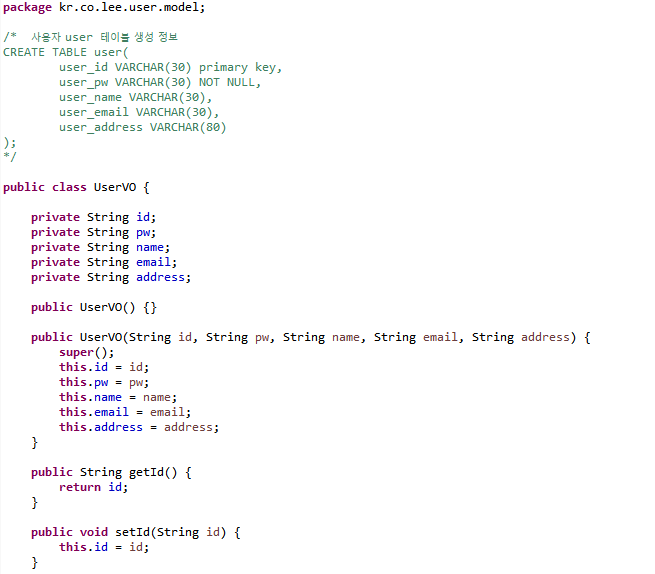 package kr.co.lee.user.model;
/*  사용자 user 테이블 생성 정보
CREATE TABLE user(
        user_id VARCHAR(30) primary key,
        user_pw VARCHAR(30) NOT NULL,
        user_name VARCHAR(30),
        user_email VARCHAR(30),
        user_address VARCHAR(80)
);
*/
public class UserVO {
    private String id;
    private String pw;
    private String name;
    private String email;
    private String address;
    public UserVO() {}
    public UserVO(String id, String pw, String name, String email, String address) {
        super();
        this.id = id;
        this.pw = pw;
        this.name = name;
        this.email = email;
        this.address = address;
    }
    public String getId() {
        return id;
    }
    public void setId(String id) {
        this.id = id;
    }